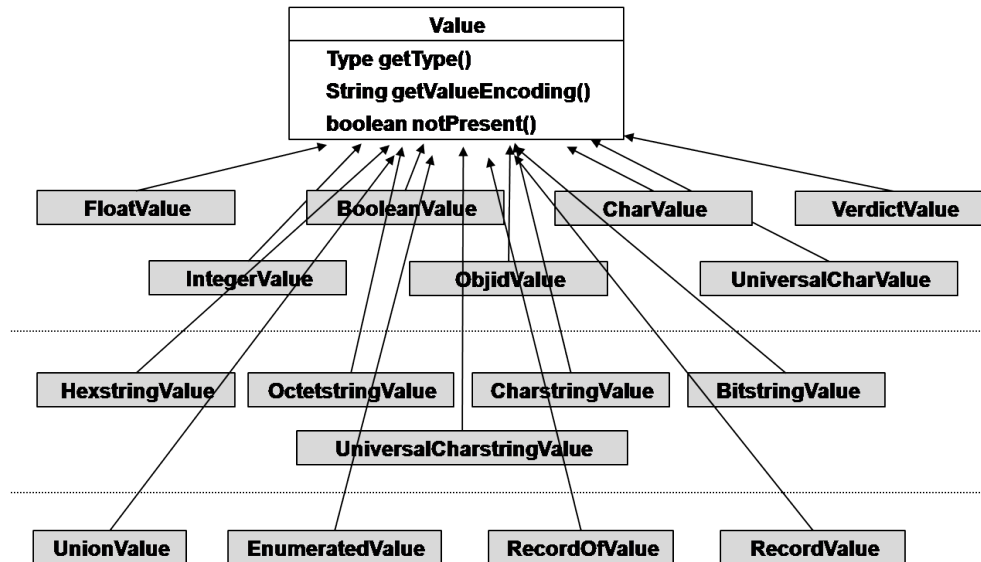 Value
Type getType()
String getValueEncoding()
boolean notPresent()
FloatValue
BooleanValue
CharValue
VerdictValue
IntegerValue
ObjidValue
UniversalCharValue
HexstringValue
OctetstringValue
CharstringValue
BitstringValue
UniversalCharstringValue
UnionValue
EnumeratedValue
RecordOfValue
RecordValue